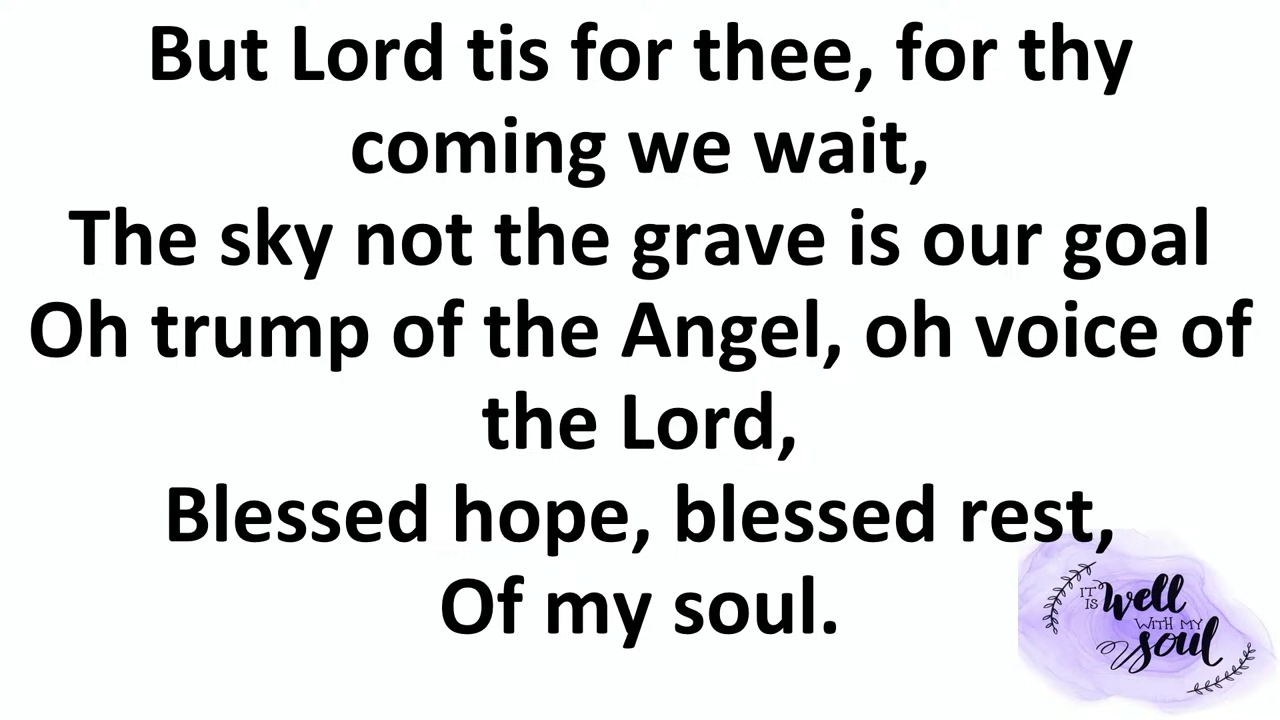 But Lord tis for thee, for thy
coming we wait,
The sky not the grave is our goal
Oh trump of the Angel, oh voice of
the Lord,
Blessed hope, blessed rest,
Of my soul.
IT IS well
WITH MY
soul